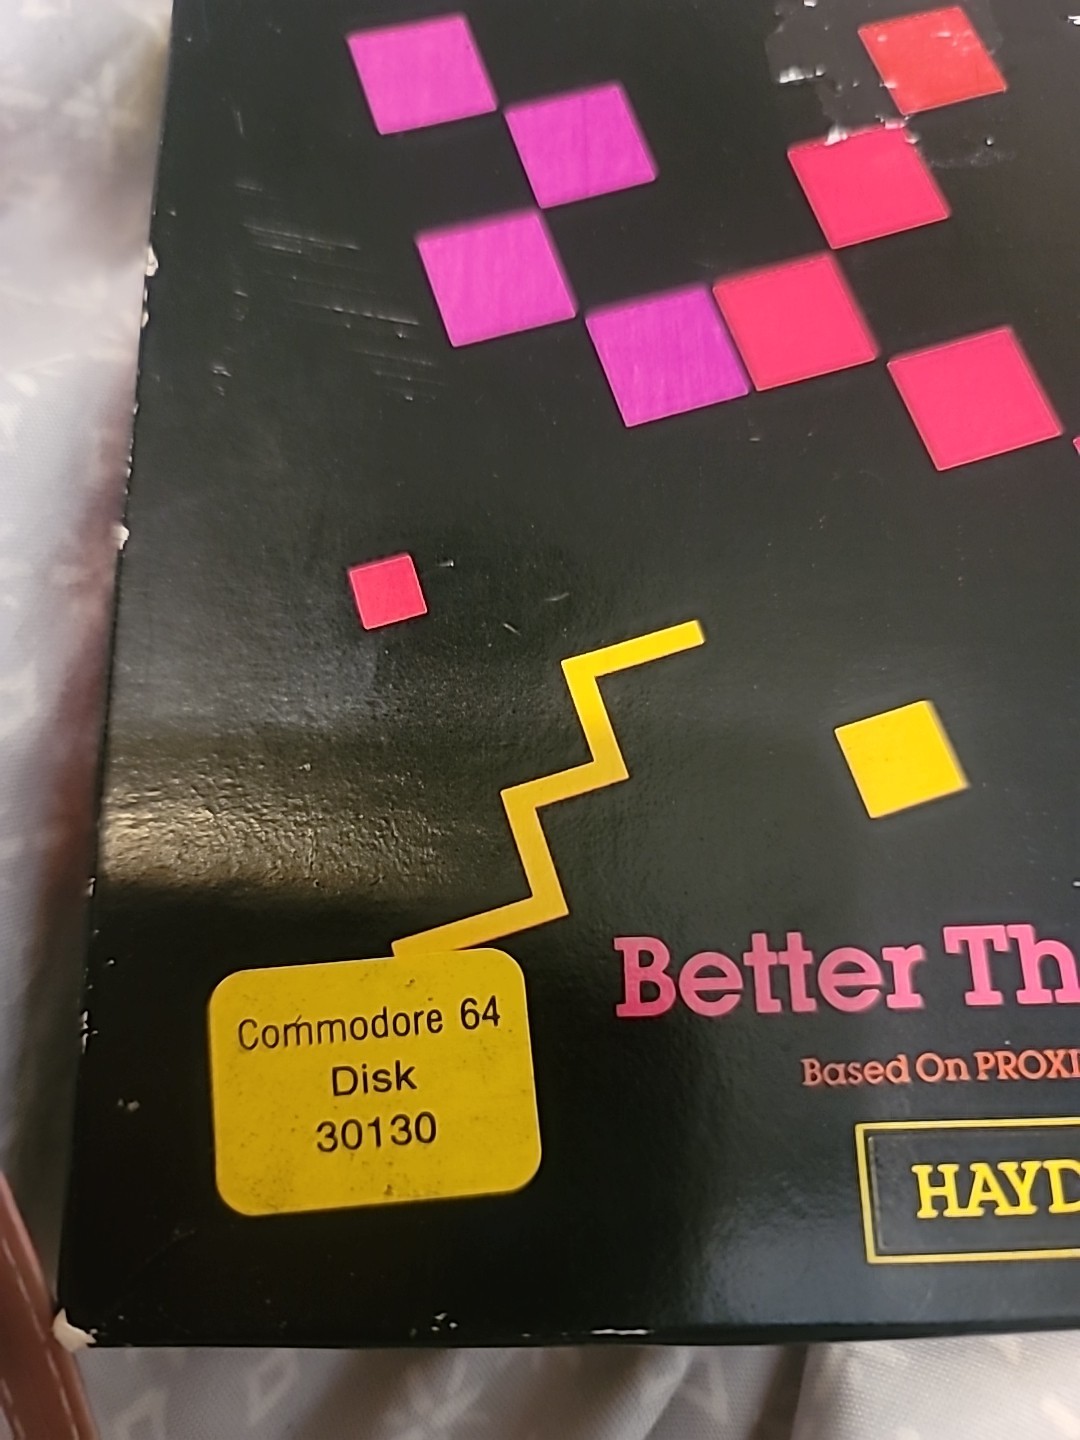 Better Th
Based On PROXI
HAYD
Commodore 64
Disk
30130